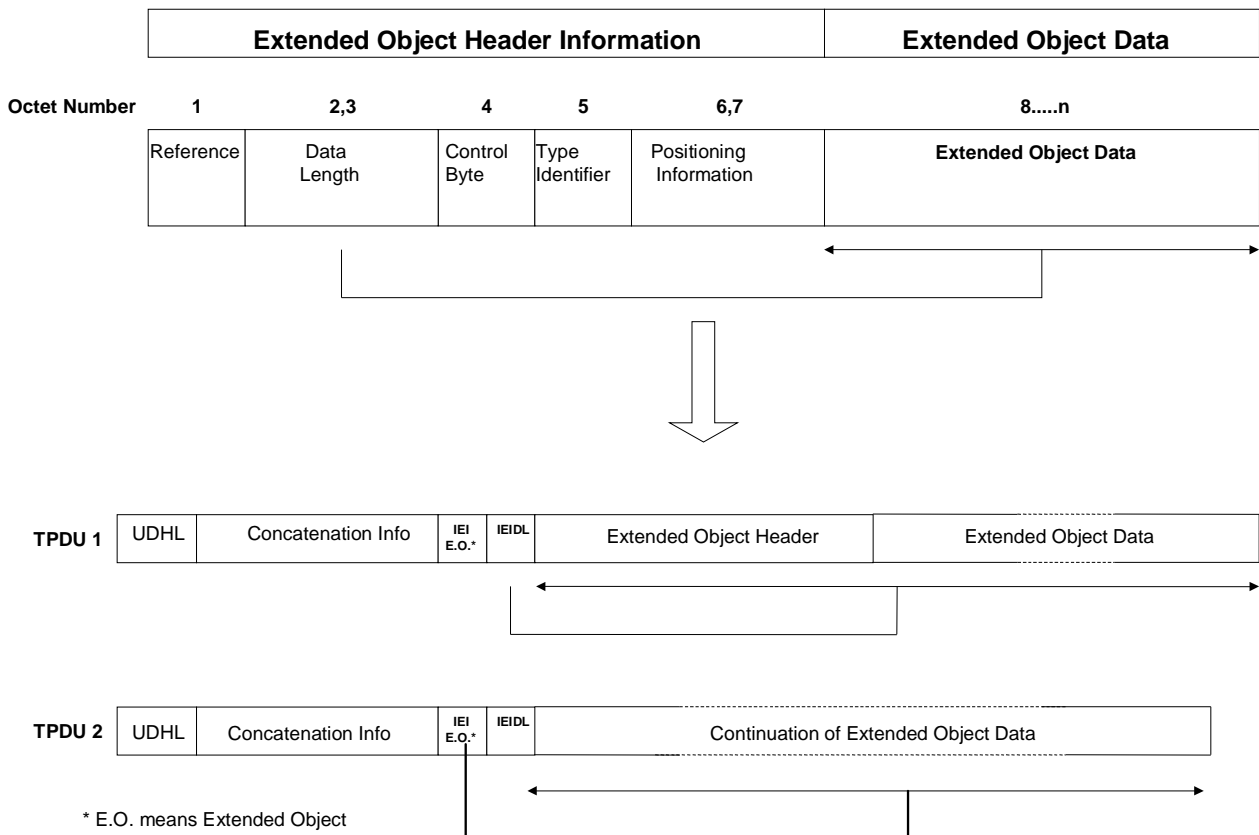 Extended Object Header Information Extended Object Data
Octet Number 1 2,3 4 5 6,7 8.....n
Reference Data Length Control Byte Type Identifier Positioning Information Extended Object Data
TPDU 1 UDHL Concatenation Info IEI E.O.* IEIDL Extended Object Header Extended Object Data
TPDU 2 UDHL Concatenation Info IEI E.O.* IEIDL Continuation of Extended Object Data
* E.O. means Extended Object